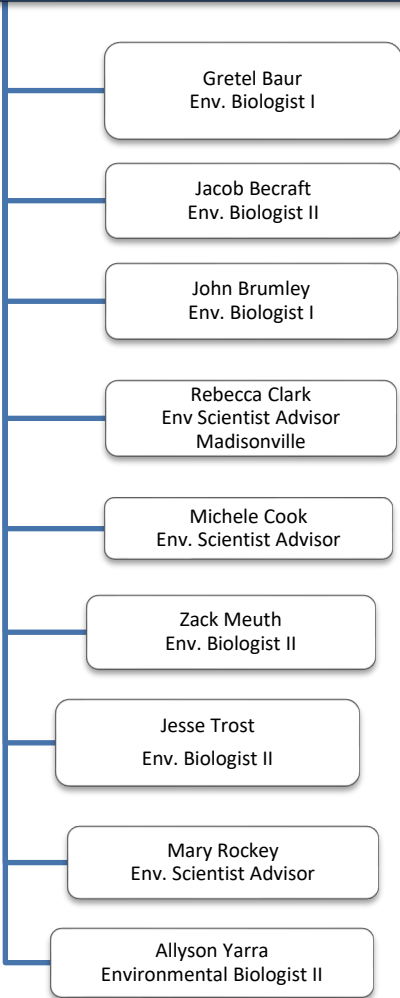 Gretel Baur
Env. Biologist I
Jacob Becraft
Env. Biologist II
John Brumley
Env. Biologist I
Rebecca Clark
Env Scientist Advisor
Madisonville
Michele Cook
Env. Scientist Advisor
Zack Meuth
Env. Biologist II
Jesse Trost
Env. Biologist II
Mary Rockey
Env. Scientist Advisor
Allyson Yarra
Environmental Biologist II